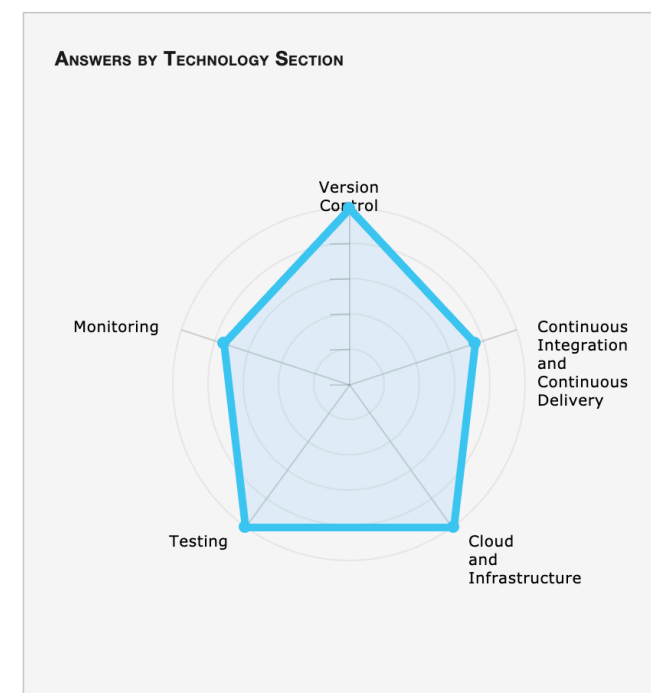 Answers by Technology Section
Version
Control
Monitoring
Continuous
Integration
and
Continuous
Delivery
Testing
Cloud
and
Infrastructure